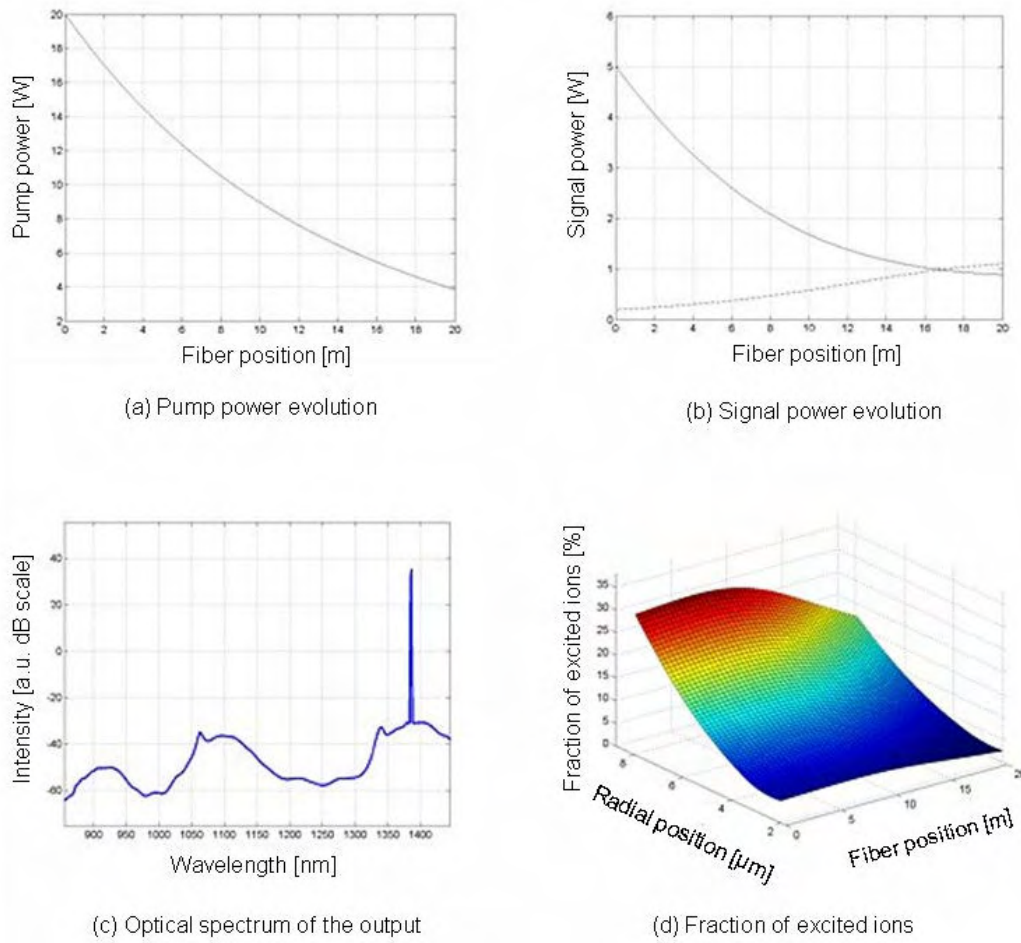 Pump power [W]
20
18
16
14
12
10
8
6
4
2
0 2 4 6 8 10 12 14 16 18 20
Fiber position [m]
(a) Pump power evolution
Signal power [W]
6
5
4
3
2
1
0
0 2 4 6 8 10 12 14 16 18 20
Fiber position [m]
(b) Signal power evolution
Intensity [a.u. dB scale)
40
20
0
-20
-40
-60
900 950 1000 1050 1100 1150 1200 1250 1300 1350 1400
Wavelength [nm]
(c) Optical spectrum of the output
Fraction of excited ions [%]
35
30
25
20
15
10
5
0
8 6 4 2
Radial position [µm]
0 5 10 15 20
Fiber position [m]
(d) Fraction of excited ions